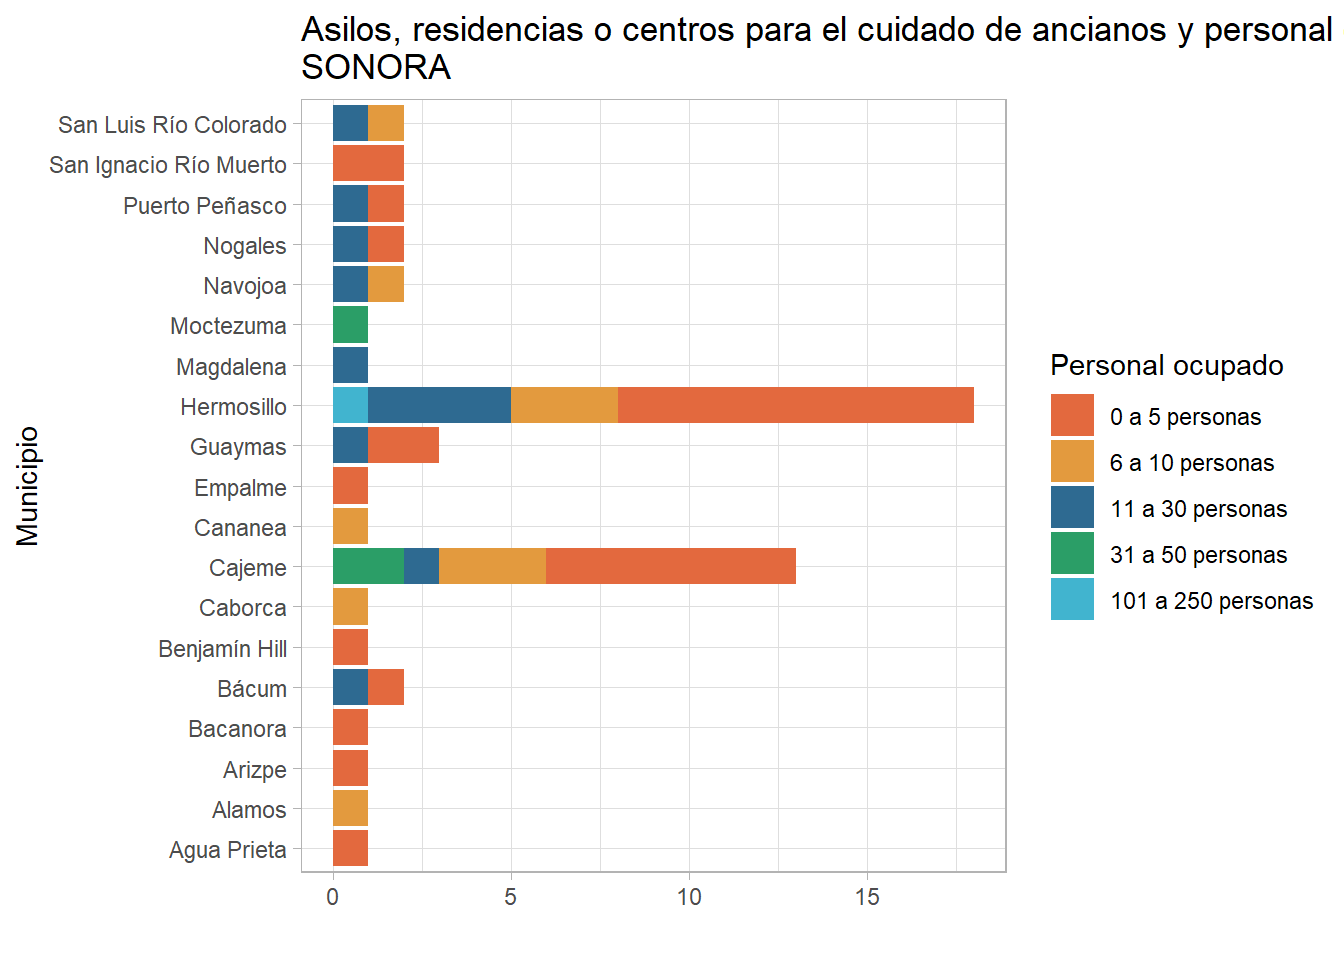 Asilos, residencias o centros para el cuidado de ancianos y personal
SONORA
San Luis Río Colorado
San Ignacio Río Muerto
Puerto Peñasco
Nogales
Navojoa
Moctezuma
Magdalena
Hermosillo
Guaymas
Empalme
Cananea
Cajeme
Caborca
Benjamín Hill
Bácum
Bacanora
Arizpe
Alamos
Agua Prieta
Municipio
0 5 10 15
Personal ocupado
0 a 5 personas
6 a 10 personas
11 a 30 personas
31 a 50 personas
101 a 250 personas